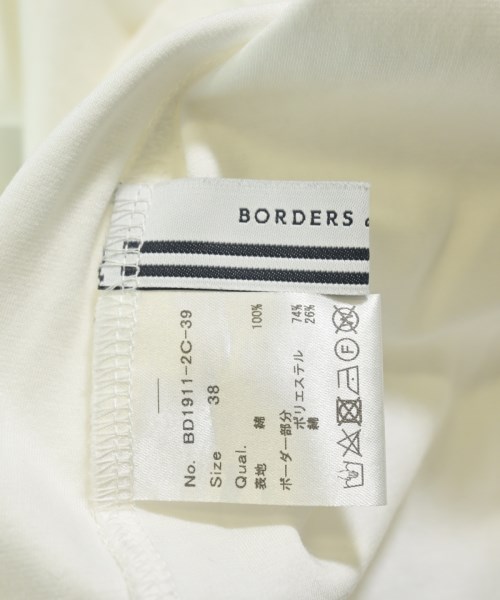 BORDERS
No. BD1911-2C-39
Size 38
Qual.
表地 綿 100%
ボーダー部分
ポリエステル 74%
綿 26%
F